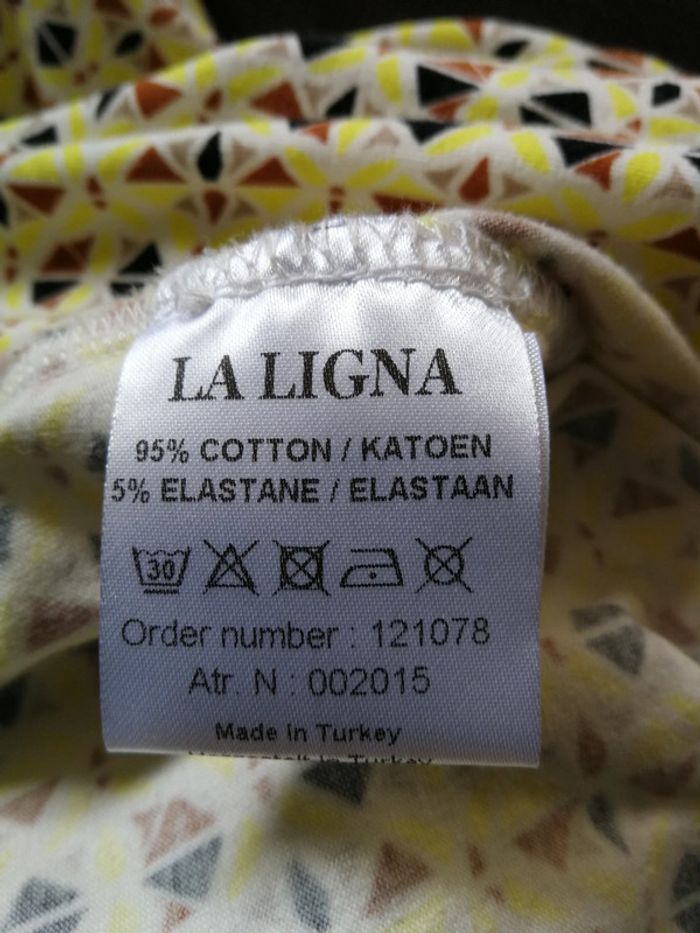 LA LIGNA
95% COTTON / KATOEN
5% ELASTANE / ELASTAAN
30
Order number : 121078
Atr. N : 002015
Made in Turkey